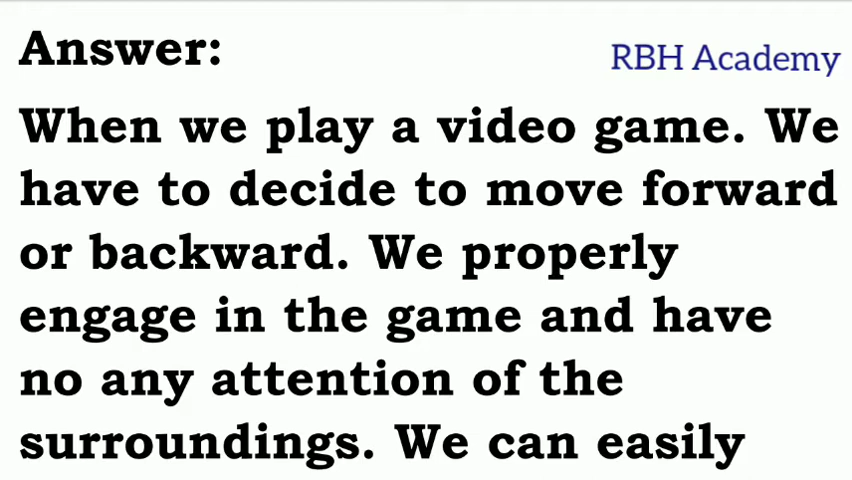 Answer:
RBH Academy
When we play a video game. We
have to decide to move forward
or backward. We properly
engage in the game and have
no any attention of the
surroundings. We can easily